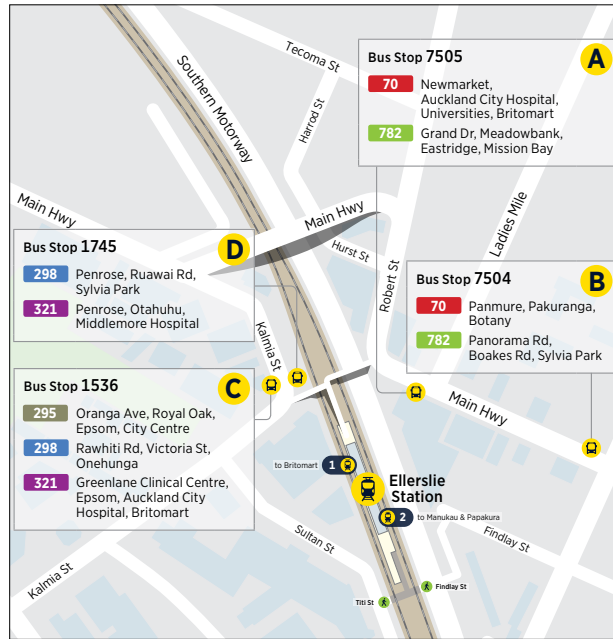 Tecoma St
Harrod St
Southern Motorway
Bus Stop 7505
A
70
Newmarket,
Auckland City Hospital,
Universities, Britomart
782
Grand Dr, Meadowbank,
Eastridge, Mission Bay
Main Hwy
Main Hwy
Hurst St
Robert St
Ladies Mile
Bus Stop 1745
D
298
Penrose, Ruawai Rd,
Sylvia Park
321
Penrose, Otahuhu,
Middlemore Hospital
Bus Stop 7504
B
70
Panmure, Pakuranga,
Botany
782
Panorama Rd,
Boakes Rd, Sylvia Park
Kalmia St
Main Hwy
Bus Stop 1536
C
295
Oranga Ave, Royal Oak,
Epsom, City Centre
298
Rawhiti Rd, Victoria St,
Onehunga
321
Greenlane Clinical Centre,
Epsom, Auckland City
Hospital, Britomart
to Britomart
1
Ellerslie
Station
2
to Manukau & Papakura
Sultan St
Findlay St
Kalmia St
Findlay St
Titi St